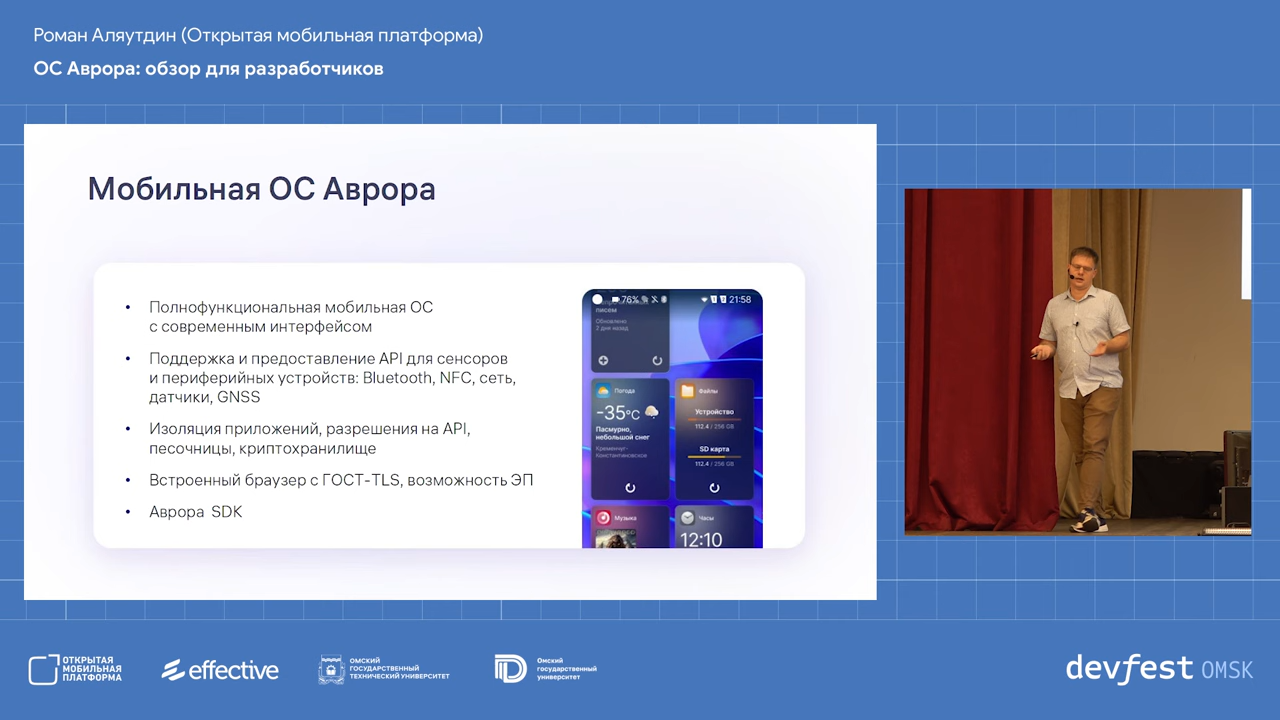 Роман Аляутдин (Открытая мобильная платформа)
ОС Аврора: обзор для разработчиков
Мобильная ОС Аврора
• Полнофункциональная мобильная ОС
с современным интерфейсом
• Поддержка и предоставление API для сенсоров
и периферийных устройств: Bluetooth, NFC, сеть,
датчики, GNSS
• Изоляция приложений, разрешения на API,
песочницы, криптохранилище
• Встроенный браузер с ГОСТ-TLS, возможность ЭП
• Аврора SDK
76% 21:58
писем
Обновлено
2 дня назад
Погода
-35°C
Пасмурно,
небольшой снег
Кременчуг-
Константиновское
Файлы
Устройство
112.4 / 256 GB
SD карта
112.4 / 256 GB
Музыка
Часы
12:10
ОТКРЫТАЯ
МОБИЛЬНАЯ
ПЛАТФОРМА
effective
ОМСКИЙ
ГОСУДАРСТВЕННЫЙ
ТЕХНИЧЕСКИЙ УНИВЕРСИТЕТ
Омский
государственный
университет
devfest OMSK